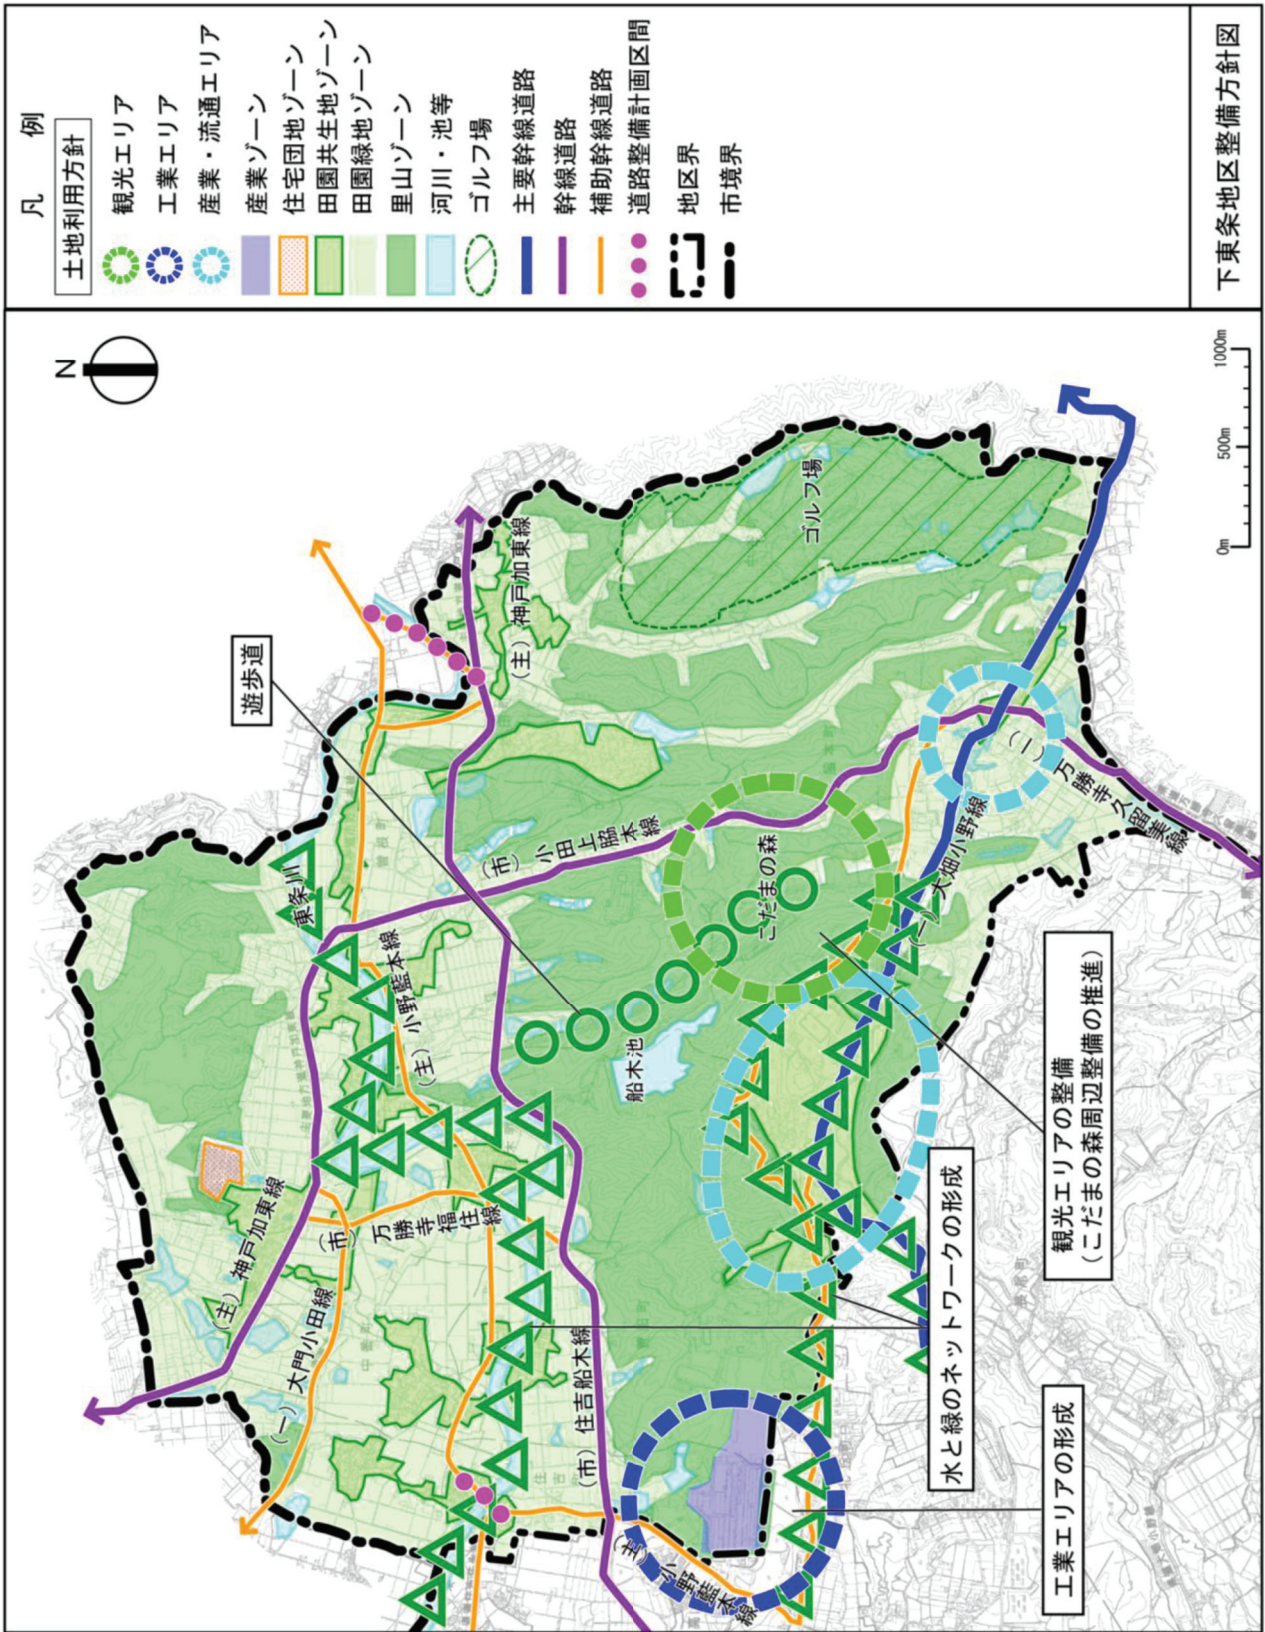 凡　例
土地利用方針
観光エリア
工業エリア
産業・流通エリア
産業ゾーン
住宅団地ゾーン
田園共生地ゾーン
田園緑地ゾーン
里山ゾーン
河川・池等
ゴルフ場
主要幹線道路
幹線道路
補助幹線道路
道路整備計画区間
地区界
市境界
下東条地区整備方針図
N
0m
500m
1000m
遊歩道
東条川
(主) 神戸加東線
(主) 神戸加東線
(市) 小田上脇本線
(主) 小野藍本線
(市) 万勝寺福住線
(一) 大門小田線
(市) 住吉船木線
(主) 小野藍本線
(一) 大畑小野線
(一) 万勝寺久留美線
ゴルフ場
こだまの森
船木池
観光エリアの整備
(こだまの森周辺整備の推進)
水と緑のネットワークの形成
工業エリアの形成